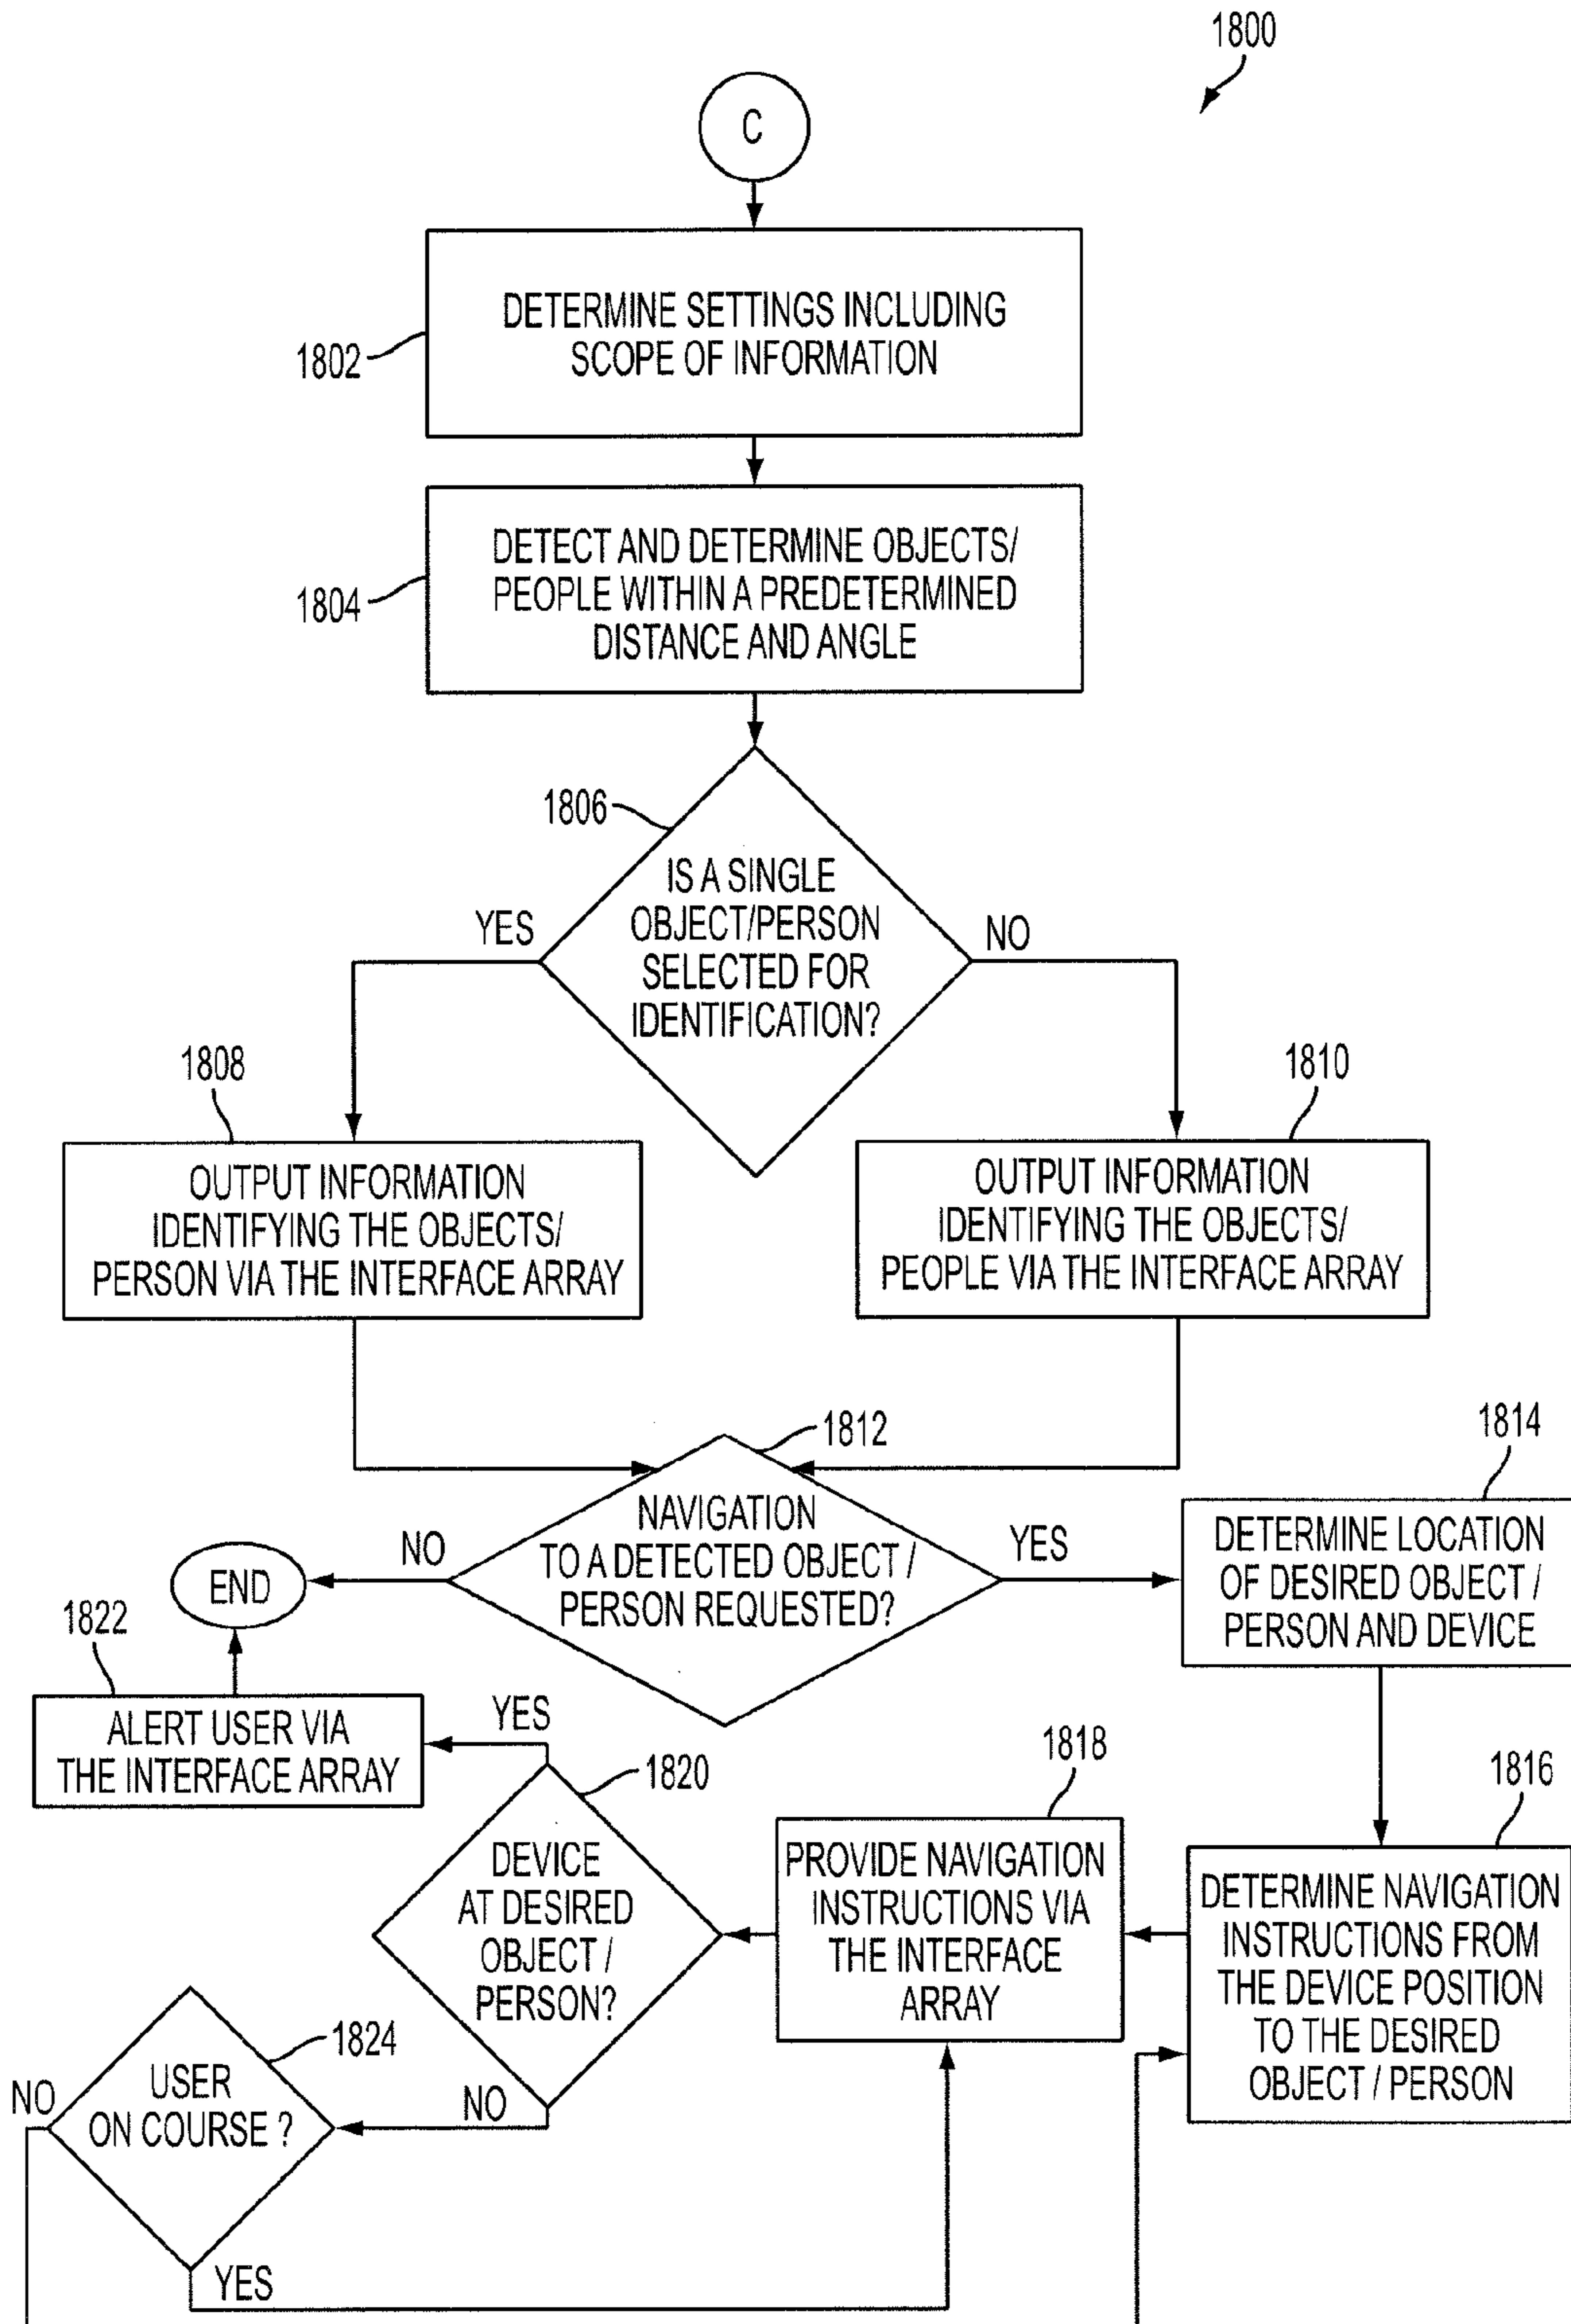 1800
C
DETERMINE SETTINGS INCLUDING
SCOPE OF INFORMATION
1802
DETECT AND DETERMINE OBJECTS/
PEOPLE WITHIN A PREDETERMINED
DISTANCE AND ANGLE
1804
1806
IS A SINGLE
OBJECT/PERSON
SELECTED FOR
IDENTIFICATION?
YES
NO
1808
OUTPUT INFORMATION
IDENTIFYING THE OBJECTS/
PERSON VIA THE INTERFACE ARRAY
1810
OUTPUT INFORMATION
IDENTIFYING THE OBJECTS/
PEOPLE VIA THE INTERFACE ARRAY
1812
NAVIGATION
TO A DETECTED OBJECT /
PERSON REQUESTED?
NO
YES
END
1814
DETERMINE LOCATION
OF DESIRED OBJECT /
PERSON AND DEVICE
1822
ALERT USER VIA
THE INTERFACE ARRAY
YES
1820
DEVICE
AT DESIRED
OBJECT /
PERSON?
NO
1818
PROVIDE NAVIGATION
INSTRUCTIONS VIA
THE INTERFACE
ARRAY
1816
DETERMINE NAVIGATION
INSTRUCTIONS FROM
THE DEVICE POSITION
TO THE DESIRED
OBJECT / PERSON
1824
USER
ON COURSE ?
NO
YES